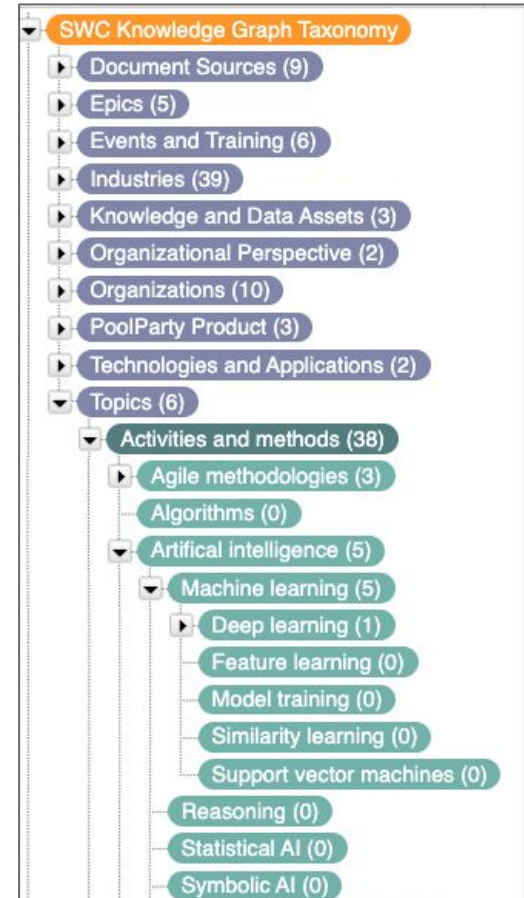 SWC Knowledge Graph Taxonomy
Document Sources (9)
Epics (5)
Events and Training (6)
Industries (39)
Knowledge and Data Assets (3)
Organizational Perspective (2)
Organizations (10)
PoolParty Product (3)
Technologies and Applications (2)
Topics (6)
Activities and methods (38)
Agile methodologies (3)
Algorithms (0)
Artifical intelligence (5)
Machine learning (5)
Deep learning (1)
Feature learning (0)
Model training (0)
Similarity learning (0)
Support vector machines (0)
Reasoning (0)
Statistical AI (0)
Symbolic AI (0)